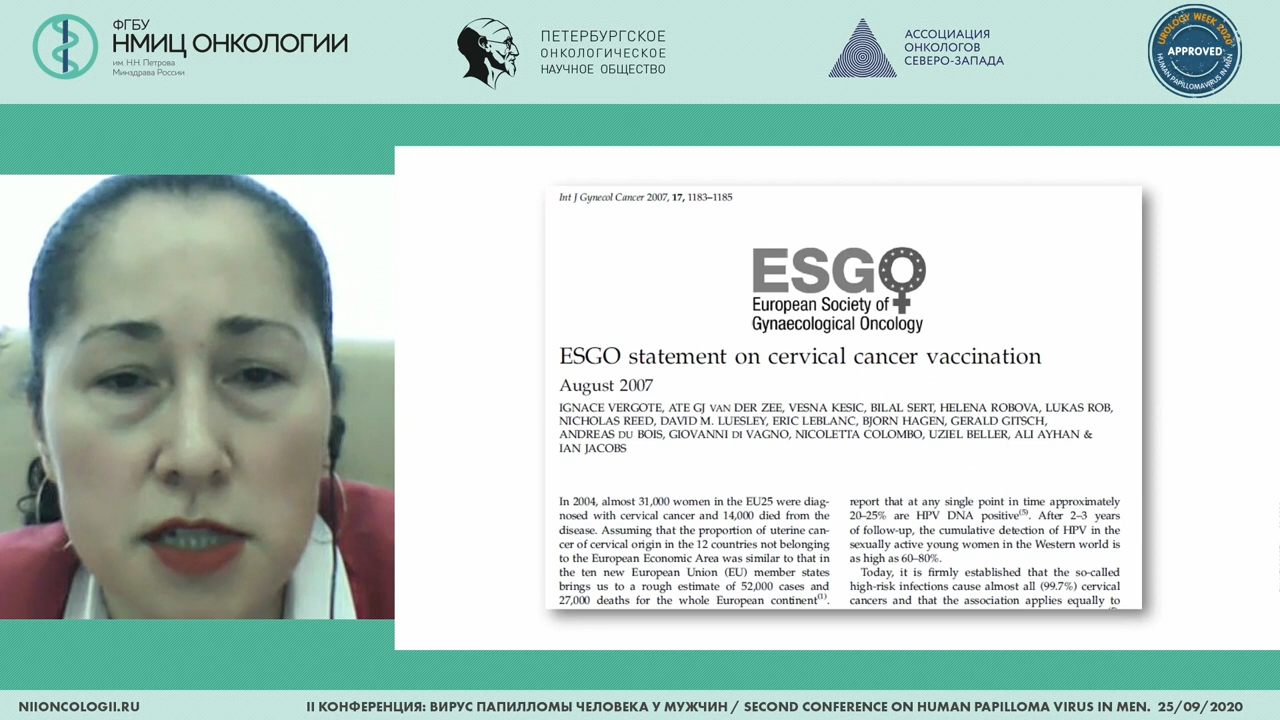 ФГБУ
НМИЦ ОНКОЛОГИИ
им. Н.Н. Петрова
Минздрава России
ПЕТЕРБУРГСКОЕ
ОНКОЛОГИЧЕСКОЕ
НАУЧНОЕ ОБЩЕСТВО
АССОЦИАЦИЯ
ОНКОЛОГОВ
СЕВЕРО-ЗАПАДА
UROLOGY WEEK 2020
APPROVED
HUMAN PAPILLOMAVIRUS IN MEN
Int J Gynecol Cancer 2007, 17, 1183–1185
ESGO
European Society of
Gynaecological Oncology
ESGO statement on cervical cancer vaccination
August 2007
IGNACE VERGOTE, ATE GJ VAN DER ZEE, VESNA KESIC, BILAL SERT, HELENA ROBOVA, LUKAS ROB,
NICHOLAS REED, DAVID M. LUESLEY, ERIC LEBLANC, BJORN HAGEN, GERALD GITSCH,
ANDREAS DU BOIS, GIOVANNI DI VAGNO, NICOLETTA COLOMBO, UZIEL BELLER, ALI AYHAN &
IAN JACOBS
In 2004, almost 31,000 women in the EU25 were diag-
nosed with cervical cancer and 14,000 died from the
disease. Assuming that the proportion of uterine can-
cer of cervical origin in the 12 countries not belonging
to the European Economic Area was similar to that in
the ten new European Union (EU) member states
brings us to a rough estimate of 52,000 cases and
27,000 deaths for the whole European continent(1).
report that at any single point in time approximately
20–25% are HPV DNA positive(5). After 2–3 years
of follow-up, the cumulative detection of HPV in the
sexually active young women in the Western world is
as high as 60–80%.
Today, it is firmly established that the so-called
high-risk infections cause almost all (99.7%) cervical
cancers and that the association applies equally to
NIIONCOLOGII.RU
II КОНФЕРЕНЦИЯ: ВИРУС ПАПИЛЛОМЫ ЧЕЛОВЕКА У МУЖЧИН / SECOND CONFERENCE ON HUMAN PAPILLOMA VIRUS IN MEN. 25/09/2020